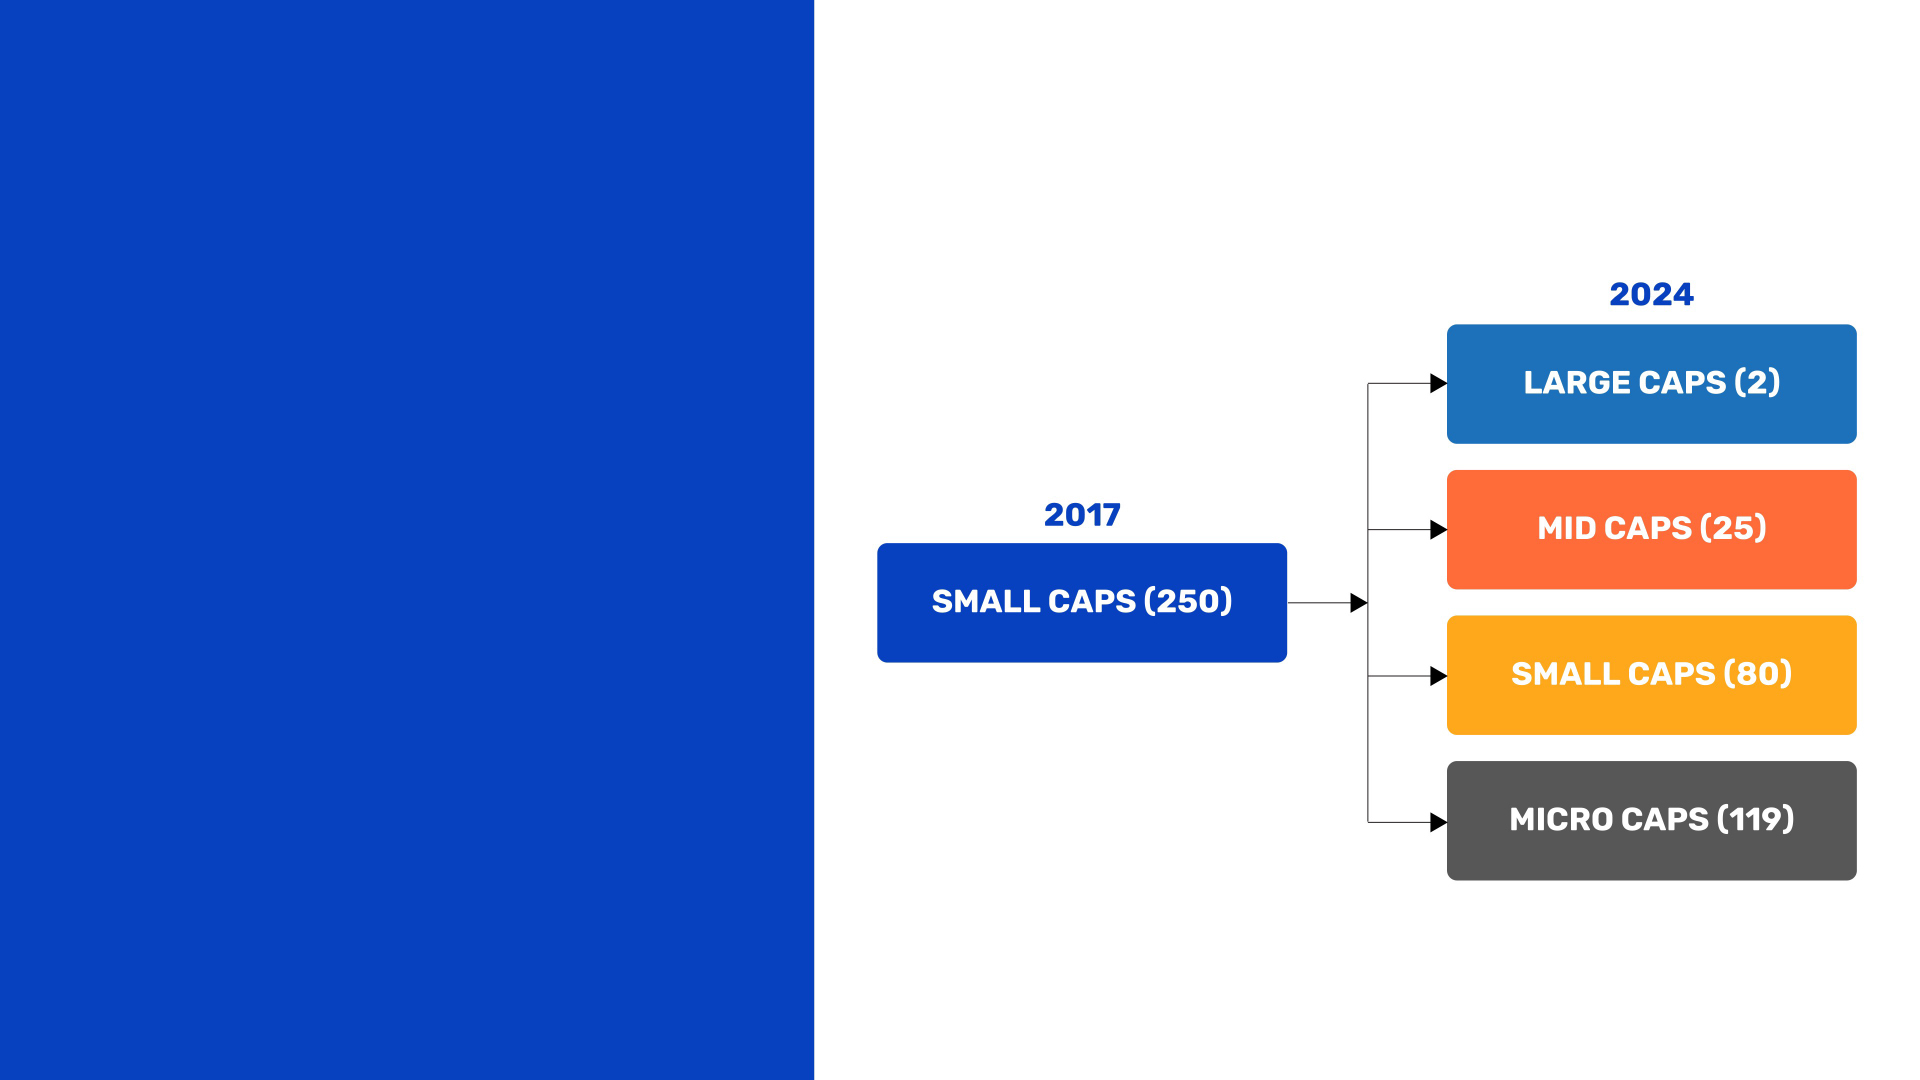 2017
SMALL CAPS (250)
2024
LARGE CAPS (2)
MID CAPS (25)
SMALL CAPS (80)
MICRO CAPS (119)